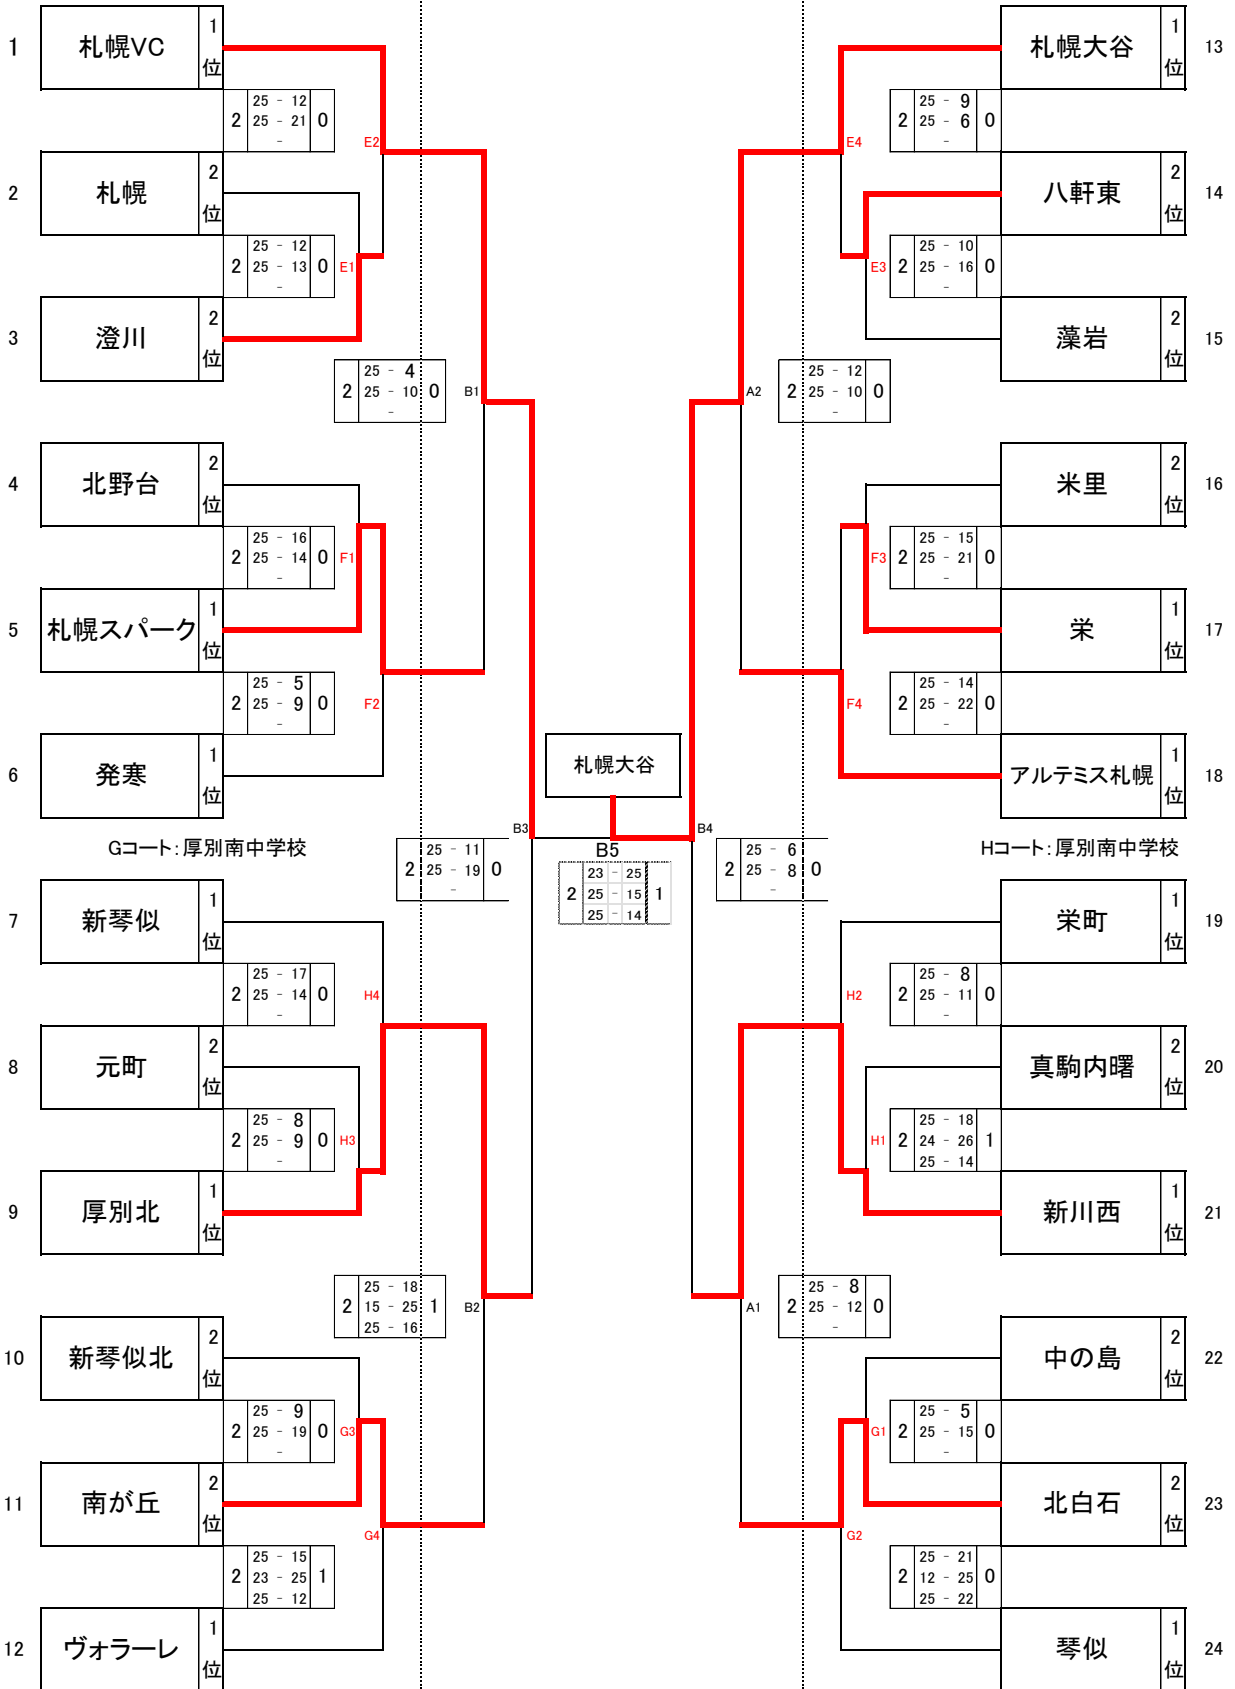 1 札幌VC 1位
2 25 - 12 0
25 - 21
-
E2
2 札幌 2位
2 25 - 12 0
25 - 13
-
E1
3 澄川 2位
2 25 - 4 0
25 - 10
-
B1
4 北野台 2位
2 25 - 16 0
25 - 14
-
F1
5 札幌スパーク 1位
2 25 - 5 0
25 - 9
-
F2
6 発寒 1位
Gコート：厚別南中学校
B3
2 25 - 11 0
25 - 19
-
7 新琴似 1位
2 25 - 17 0
25 - 14
-
H4
8 元町 2位
2 25 - 8 0
25 - 9
-
H3
9 厚別北 1位
2 25 - 18 1
15 - 25
25 - 16
B2
10 新琴似北 2位
2 25 - 9 0
25 - 19
-
G3
11 南が丘 2位
G4
2 25 - 15 1
23 - 25
25 - 12
12 ヴォラーレ 1位
札幌大谷
B5
2 23 - 25 1
25 - 15
25 - 14
札幌大谷 1位 13
E4
2 25 - 9 0
25 - 6
-
八軒東 2位 14
E3
2 25 - 10 0
25 - 16
-
藻岩 2位 15
A2
2 25 - 12 0
25 - 10
-
米里 2位 16
F3
2 25 - 15 0
25 - 21
-
栄 1位 17
F4
2 25 - 14 0
25 - 22
-
アルテミス札幌 1位 18
B4
2 25 - 6 0
25 - 8
-
Hコート：厚別南中学校
栄町 1位 19
H2
2 25 - 8 0
25 - 11
-
真駒内曙 2位 20
H1
2 25 - 18 1
24 - 26
25 - 14
新川西 1位 21
A1
2 25 - 8 0
25 - 12
-
中の島 2位 22
G1
2 25 - 5 0
25 - 15
-
北白石 2位 23
G2
2 25 - 21 0
12 - 25
25 - 22
琴似 1位 24